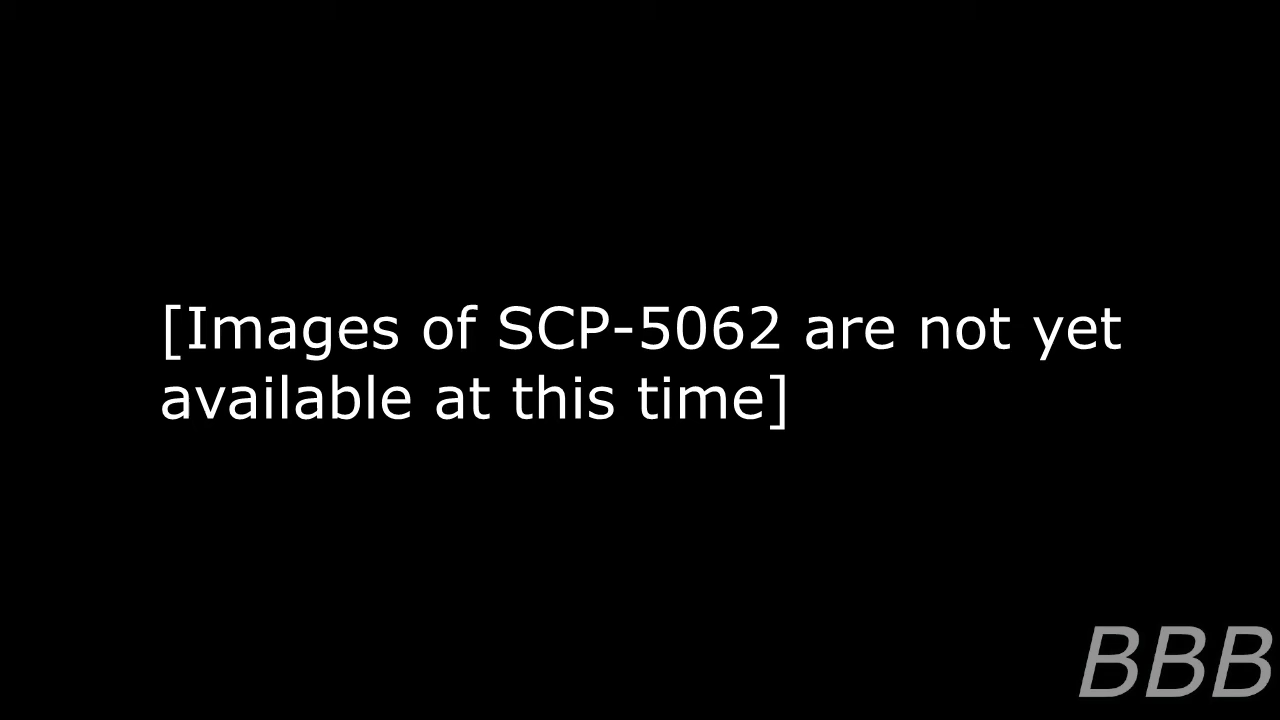 [Images of SCP-5062 are not yet
available at this time]
BBB